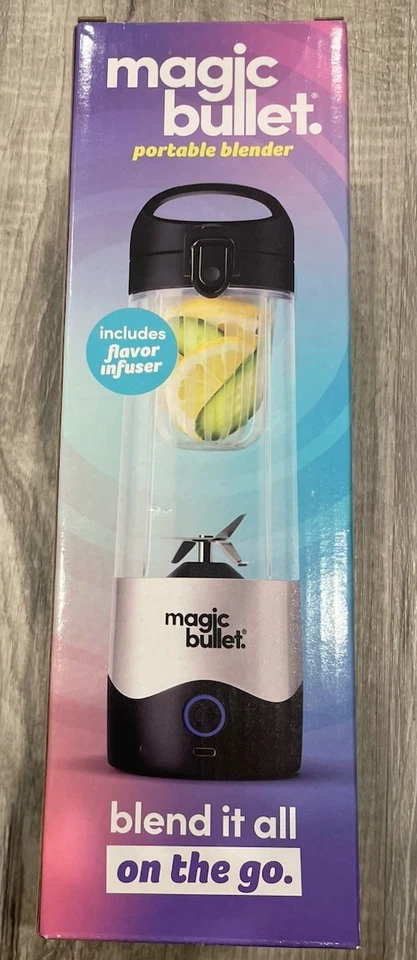 magic
bullet.®
portable blender
includes
flavor
infuser
magic
bullet.®
blend it all
on the go.